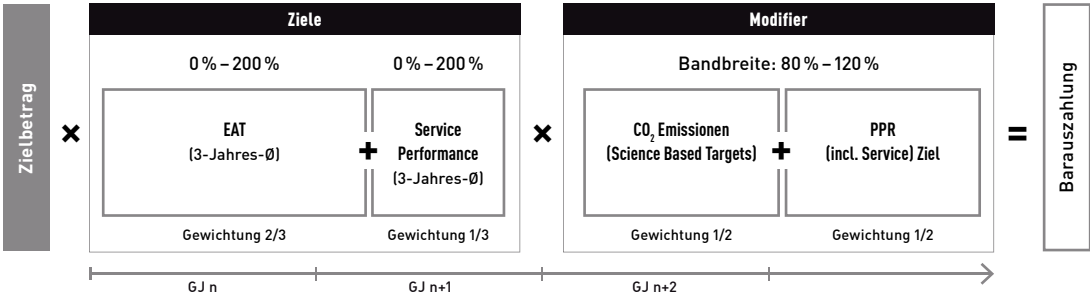 Zielbetrag
×
Ziele
0 % – 200 %
0 % – 200 %
EAT
(3-Jahres-Ø)
+
Service
Performance
(3-Jahres-Ø)
Gewichtung 2/3
Gewichtung 1/3
×
Modifier
Bandbreite: 80 % – 120 %
CO₂ Emissionen
(Science Based Targets)
+
PPR
(incl. Service) Ziel
Gewichtung 1/2
Gewichtung 1/2
=
Barauszahlung
GJ n
GJ n+1
GJ n+2